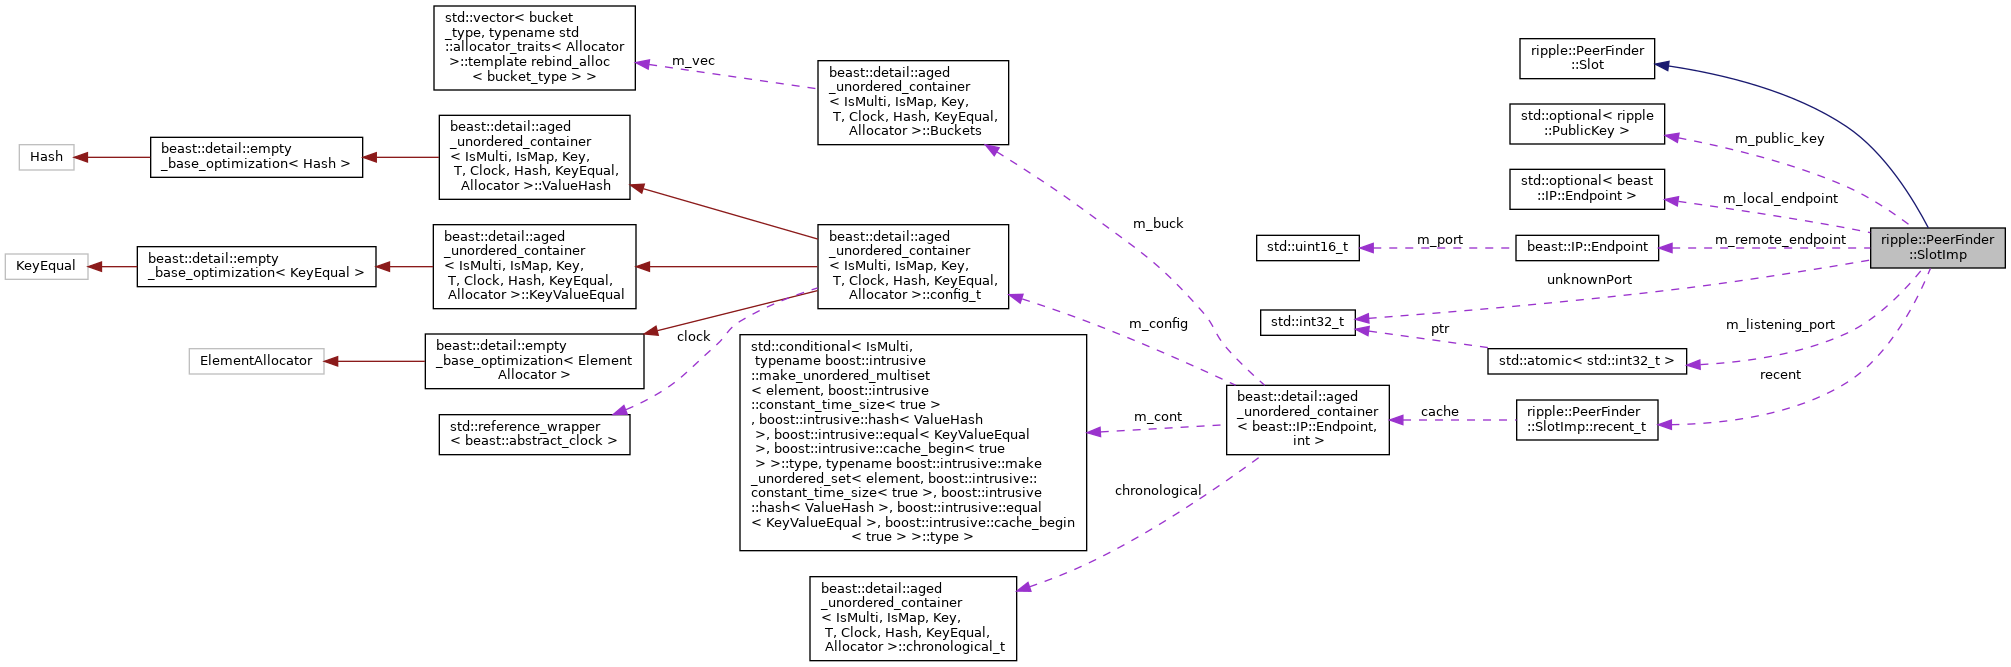 std::vector< bucket
_type, typename std
::allocator_traits< Allocator
>::template rebind_alloc
< bucket_type > >
m_vec
beast::detail::aged
_unordered_container
< IsMulti, IsMap, Key,
T, Clock, Hash, KeyEqual,
Allocator >::Buckets
ripple::PeerFinder
::Slot
std::optional< ripple
::PublicKey >
m_public_key
Hash
beast::detail::empty
_base_optimization< Hash >
beast::detail::aged
_unordered_container
< IsMulti, IsMap, Key,
T, Clock, Hash, KeyEqual,
Allocator >::ValueHash
std::optional< beast
::IP::Endpoint >
m_local_endpoint
m_buck
KeyEqual
beast::detail::empty
_base_optimization< KeyEqual >
beast::detail::aged
_unordered_container
< IsMulti, IsMap, Key,
T, Clock, Hash, KeyEqual,
Allocator >::KeyValueEqual
beast::detail::aged
_unordered_container
< IsMulti, IsMap, Key,
T, Clock, Hash, KeyEqual,
Allocator >::config_t
std::uint16_t
m_port
beast::IP::Endpoint
m_remote_endpoint
ripple::PeerFinder
::SlotImp
unknownPort
std::int32_t
ptr
m_listening_port
std::atomic< std::int32_t >
m_config
clock
ElementAllocator
beast::detail::empty
_base_optimization< Element
Allocator >
std::reference_wrapper
< beast::abstract_clock >
std::conditional< IsMulti,
typename boost::intrusive
::make_unordered_multiset
< element, boost::intrusive
::constant_time_size< true >
, boost::intrusive::hash< ValueHash
>, boost::intrusive::equal< KeyValueEqual
>, boost::intrusive::cache_begin< true
> >::type, typename boost::intrusive::make
_unordered_set< element, boost::intrusive::
constant_time_size< true >, boost::intrusive
::hash< ValueHash >, boost::intrusive::equal
< KeyValueEqual >, boost::intrusive::cache_begin
< true > >::type >
m_cont
beast::detail::aged
_unordered_container
< beast::IP::Endpoint,
int >
cache
ripple::PeerFinder
::SlotImp::recent_t
recent
chronological
beast::detail::aged
_unordered_container
< IsMulti, IsMap, Key,
T, Clock, Hash, KeyEqual,
Allocator >::chronological_t